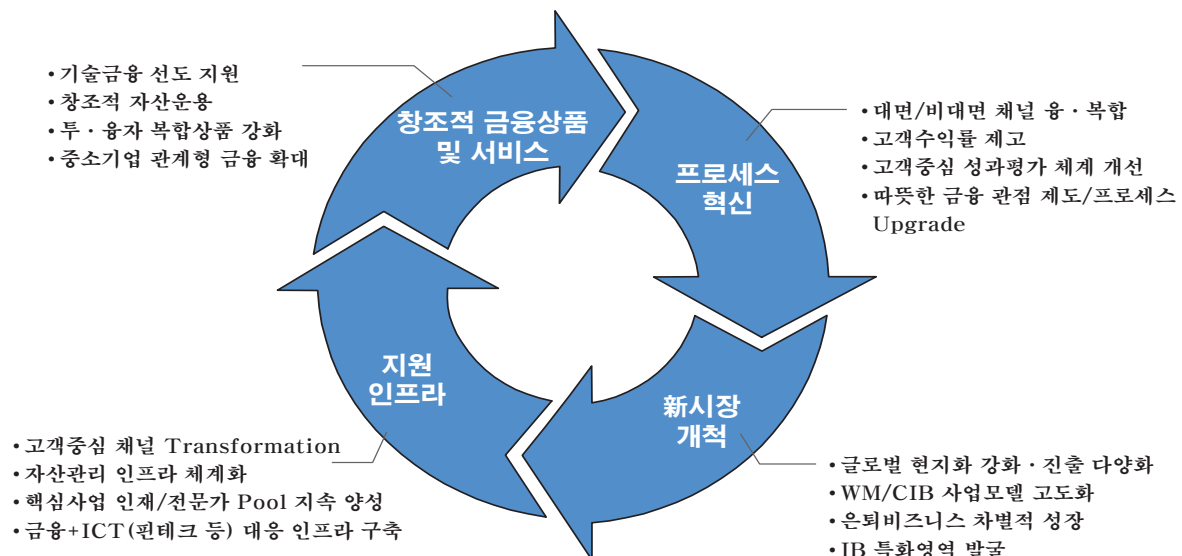 • 기술금융 선도 지원
• 창조적 자산운용
• 투 · 융자 복합상품 강화
• 중소기업 관계형 금융 확대
창조적 금융상품
및 서비스
프로세스
혁신
• 대면/비대면 채널 융 · 복합
• 고객수익률 제고
• 고객중심 성과평가 체계 개선
• 따뜻한 금융 관점 제도/프로세스
Upgrade
지원
인프라
新시장
개척
• 고객중심 채널 Transformation
• 자산관리 인프라 체계화
• 핵심사업 인재/전문가 Pool 지속 양성
• 금융+ICT(핀테크 등) 대응 인프라 구축
• 글로벌 현지화 강화 · 진출 다양화
• WM/CIB 사업모델 고도화
• 은퇴비즈니스 차별적 성장
• IB 특화영역 발굴